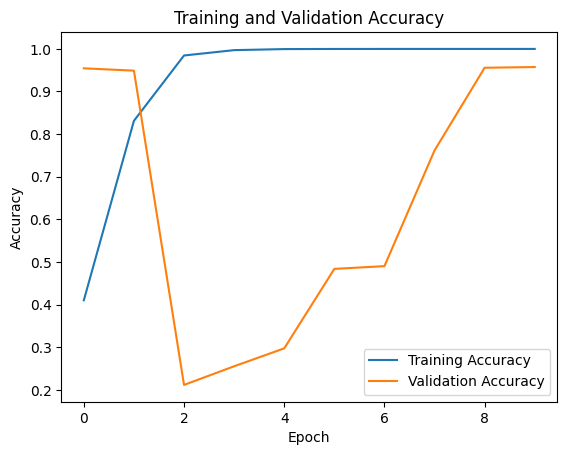 Training and Validation Accuracy
Accuracy
1.0
0.9
0.8
0.7
0.6
0.5
0.4
0.3
0.2
Training Accuracy
Validation Accuracy
0 2 4 6 8
Epoch